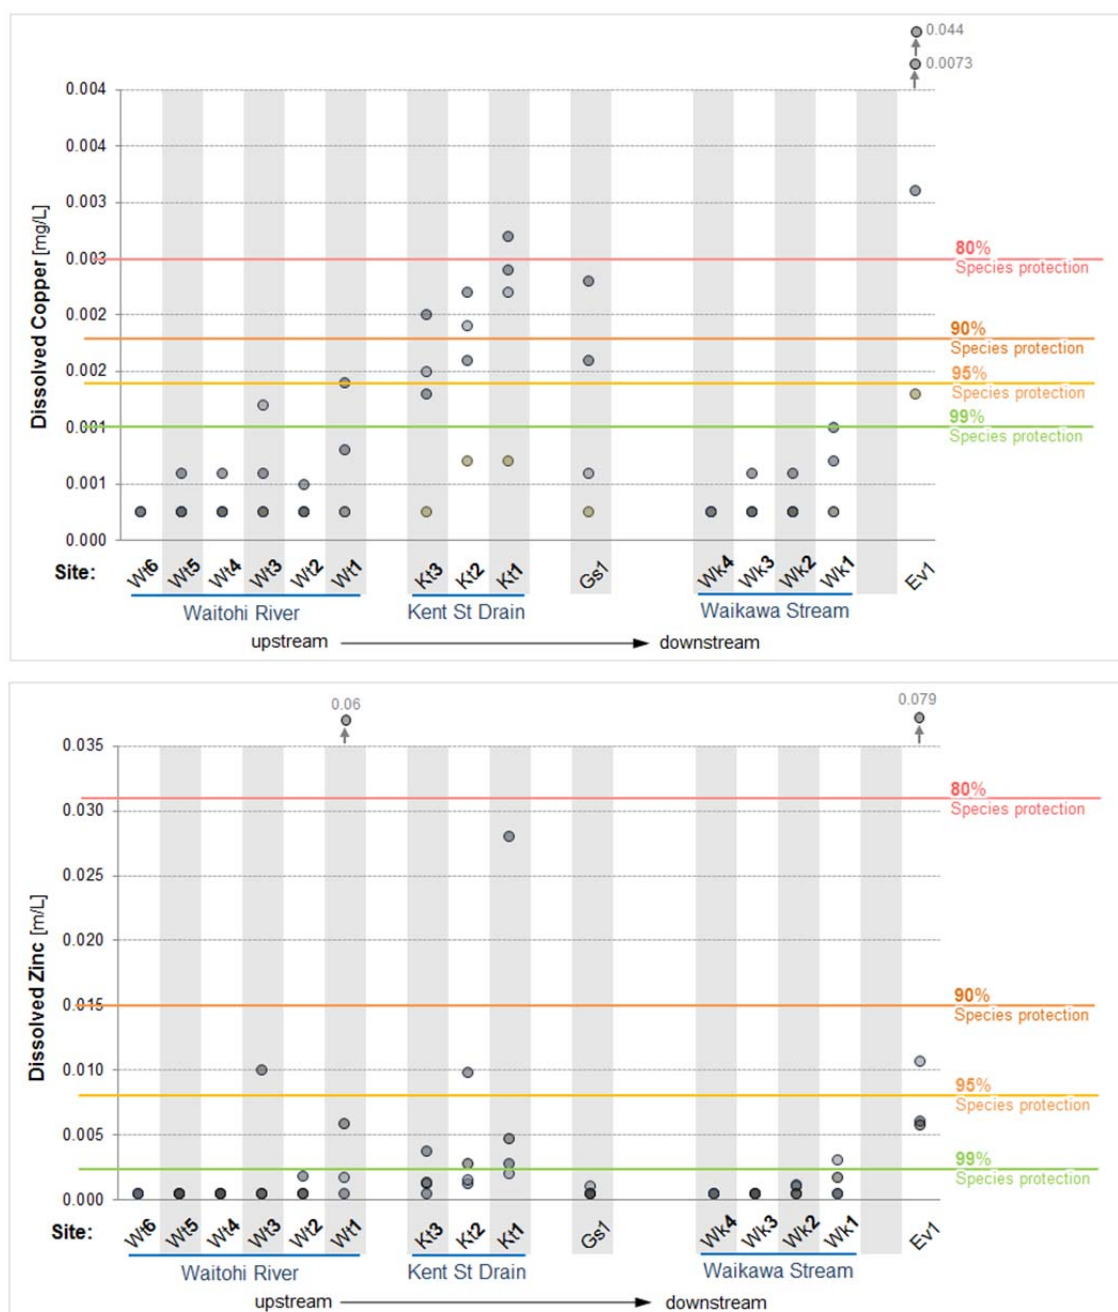 0.044
0.0073
0.004
0.004
0.003
0.003
0.002
0.002
0.001
0.001
0.000
Dissolved Copper [mg/L]
80%
Species protection
90%
Species protection
95%
Species protection
99%
Species protection
Site: Wt6 Wt5 Wt4 Wt3 Wt2 Wt1 Kt3 Kt2 Kt1 Gs1 Wk4 Wk3 Wk2 Wk1 Ev1
Waitohi River Kent St Drain Waikawa Stream
upstream downstream
0.06 0.079
0.035
0.030
0.025
0.020
0.015
0.010
0.005
0.000
Dissolved Zinc [m/L]
80%
Species protection
90%
Species protection
95%
Species protection
99%
Species protection
Site: Wt6 Wt5 Wt4 Wt3 Wt2 Wt1 Kt3 Kt2 Kt1 Gs1 Wk4 Wk3 Wk2 Wk1 Ev1
Waitohi River Kent St Drain Waikawa Stream
upstream downstream